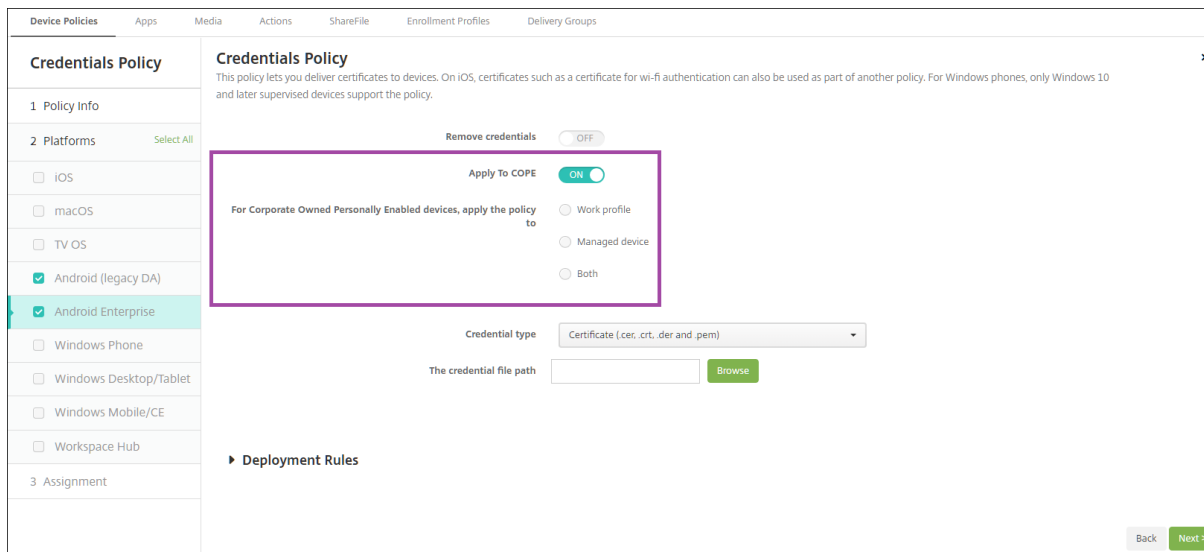 Device Policies Apps Media Actions ShareFile Enrollment Profiles Delivery Groups
Credentials Policy
1 Policy Info
2 Platforms Select All
iOS
macOS
TV OS
Android (legacy DA)
Android Enterprise
Windows Phone
Windows Desktop/Tablet
Windows Mobile/CE
Workspace Hub
3 Assignment
Credentials Policy
This policy lets you deliver certificates to devices. On iOS, certificates such as a certificate for wi-fi authentication can also be used as part of another policy. For Windows phones, only Windows 10
and later supervised devices support the policy.
Remove credentials OFF
Apply To COPE ON
For Corporate Owned Personally Enabled devices, apply the policy
to
Work profile
Managed device
Both
Credential type Certificate (.cer, .crt, .der and .pem)
The credential file path Browse
Deployment Rules
Back Next